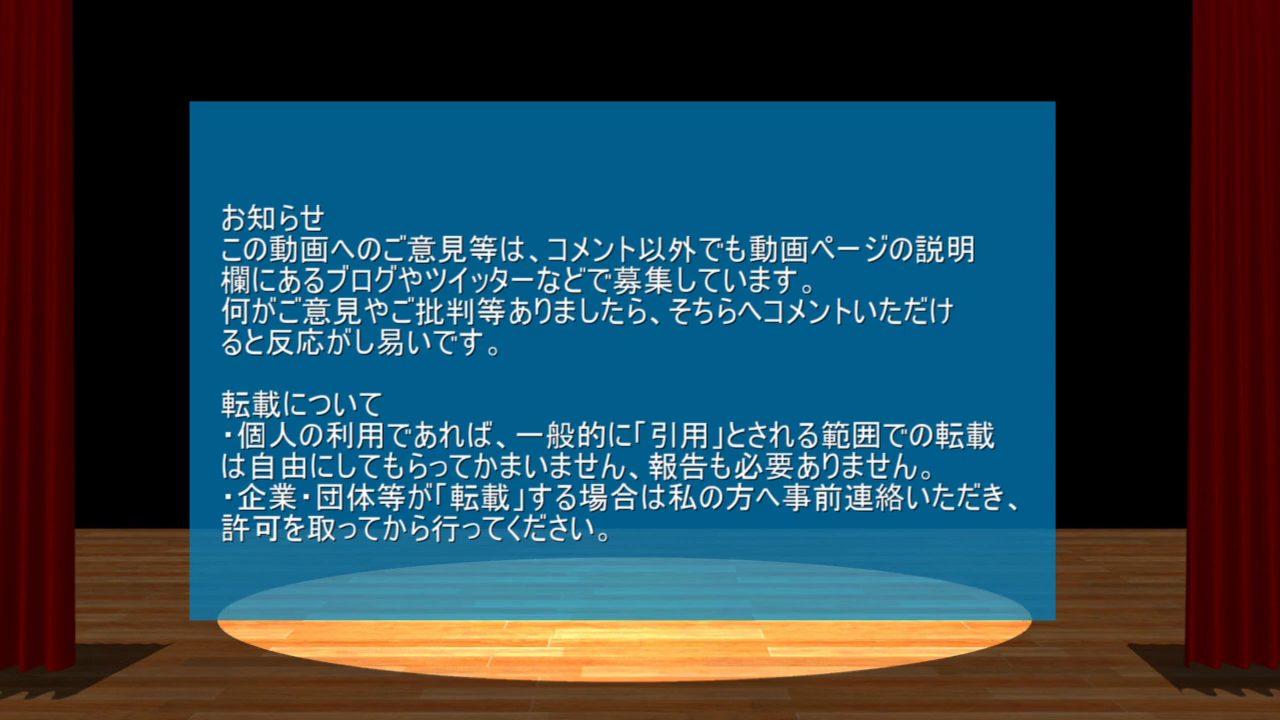 お知らせ
この動画へのご意見等は、コメント以外でも動画ページの説明
欄にあるブログやツイッターなどで募集しています。
何がご意見やご批判等ありましたら、そちらへコメントいただけ
ると反応がし易いです。
転載について
・個人の利用であれば、一般的に「引用」とされる範囲での転載
は自由にしてもらってかまいません、報告も必要ありません。
・企業・団体等が「転載」する場合は私の方へ事前連絡いただき、
許可を取ってから行ってください。